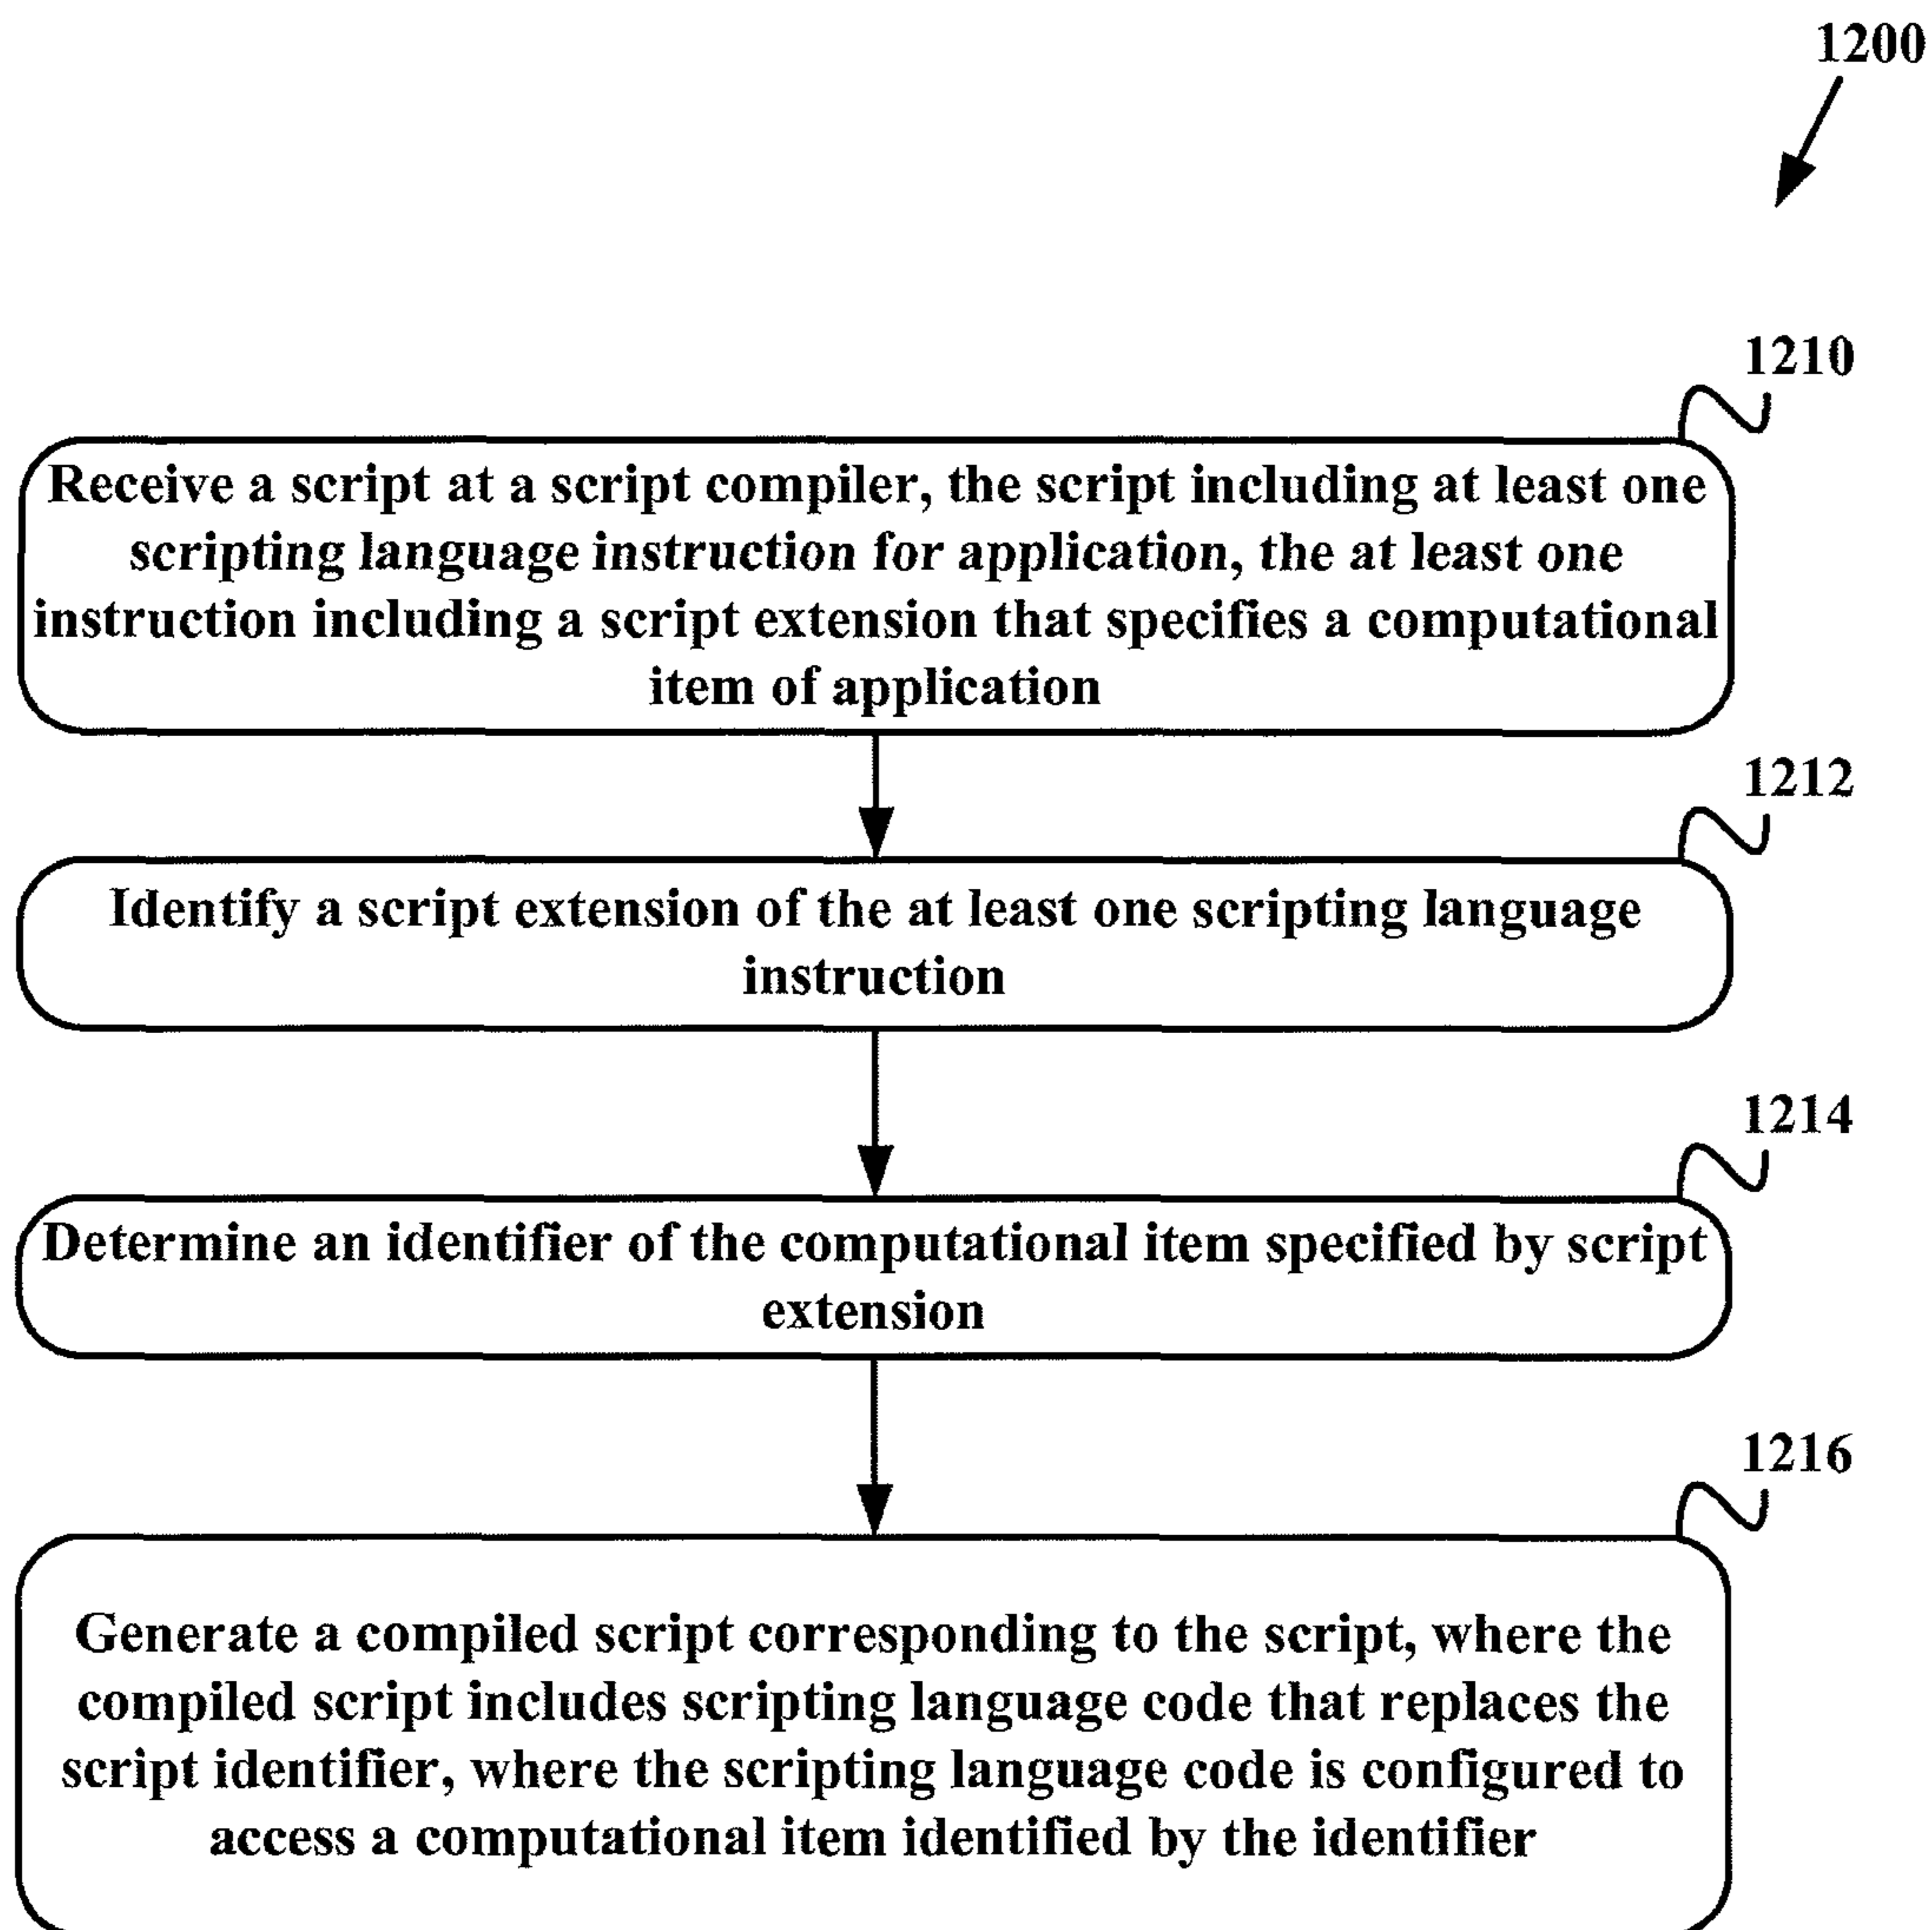 1200
1210
Receive a script at a script compiler, the script including at least one
scripting language instruction for application, the at least one
instruction including a script extension that specifies a computational
item of application
1212
Identify a script extension of the at least one scripting language
instruction
1214
Determine an identifier of the computational item specified by script
extension
1216
Generate a compiled script corresponding to the script, where the
compiled script includes scripting language code that replaces the
script identifier, where the scripting language code is configured to
access a computational item identified by the identifier